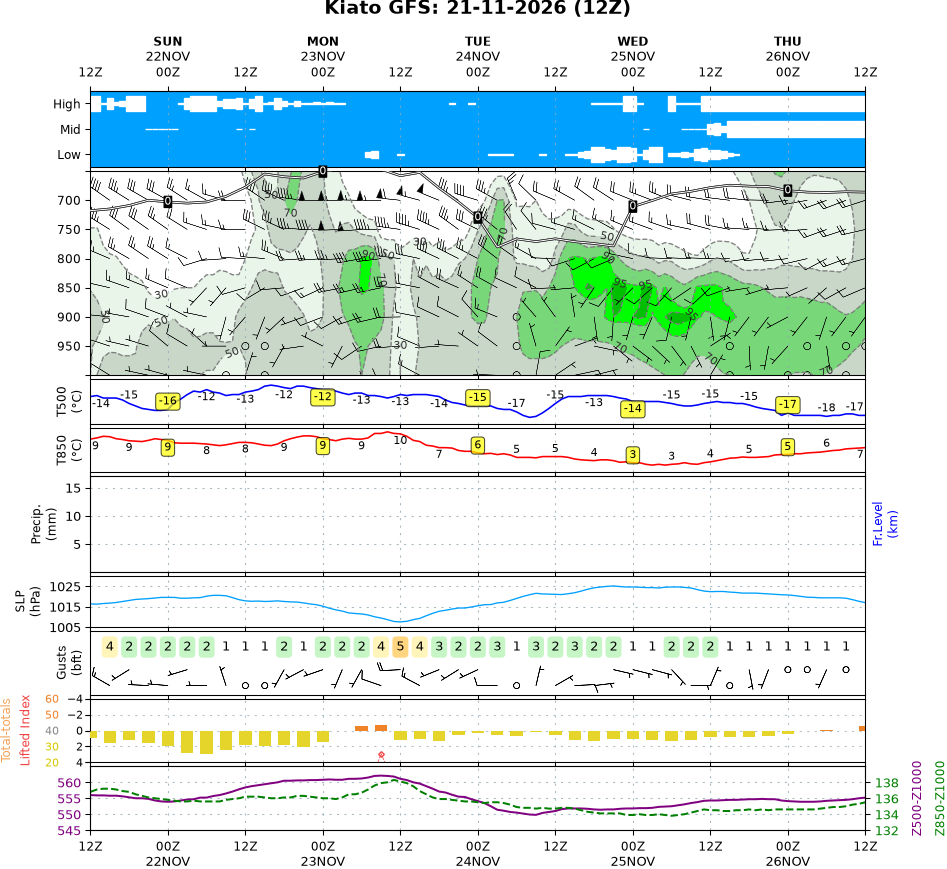 Kiato GFS: 21-11-2026 (12Z)
SUN MON TUE WED THU
22NOV 23NOV 24NOV 25NOV 26NOV
12Z 00Z 12Z 00Z 12Z 00Z 12Z 00Z 12Z 00Z 12Z
High
Mid
Low
0 0 0 0 0
700
750
800
850
900
950
T500 (°C)
-14 -15 -16 -12 -13 -12 -12 -13 -13 -14 -15 -17 -15 -13 -14 -15 -15 -15 -17 -18 -17
T850 (°C)
9 9 9 8 8 9 9 9 10 7 6 5 5 4 3 3 4 5 5 6 7
Precip. (mm)
15
10
5
Fr.Level (km)
SLP (hPa)
1025
1015
1005
Gusts (bft)
4 2 2 2 2 2 1 1 1 2 1 2 2 2 4 5 4 3 2 2 3 1 3 2 3 2 2 1 1 2 2 2 1 1 1 1 1 1 1
Total-totals
Lifted Index
60 −4
50 −2
40 0
30 2
20 4
560 138
555 136
550 134
545 132
Z500-Z1000
Z850-Z1000
12Z 00Z 12Z 00Z 12Z 00Z 12Z 00Z 12Z 00Z 12Z
22NOV 23NOV 24NOV 25NOV 26NOV